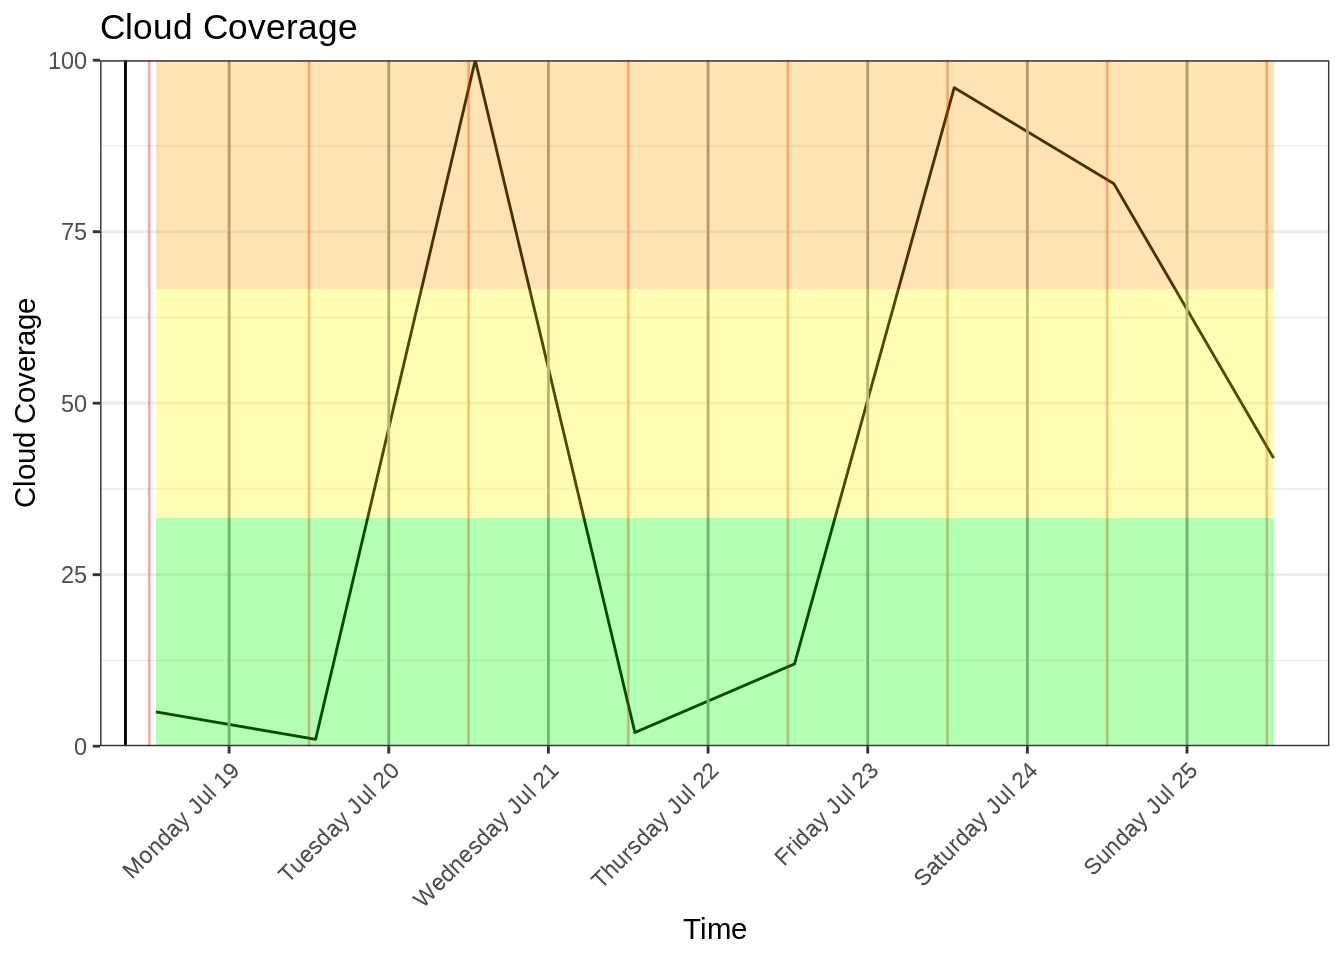 Cloud Coverage
100
75
50
25
0
Cloud Coverage
Monday Jul 19
Tuesday Jul 20
Wednesday Jul 21
Thursday Jul 22
Friday Jul 23
Saturday Jul 24
Sunday Jul 25
Time